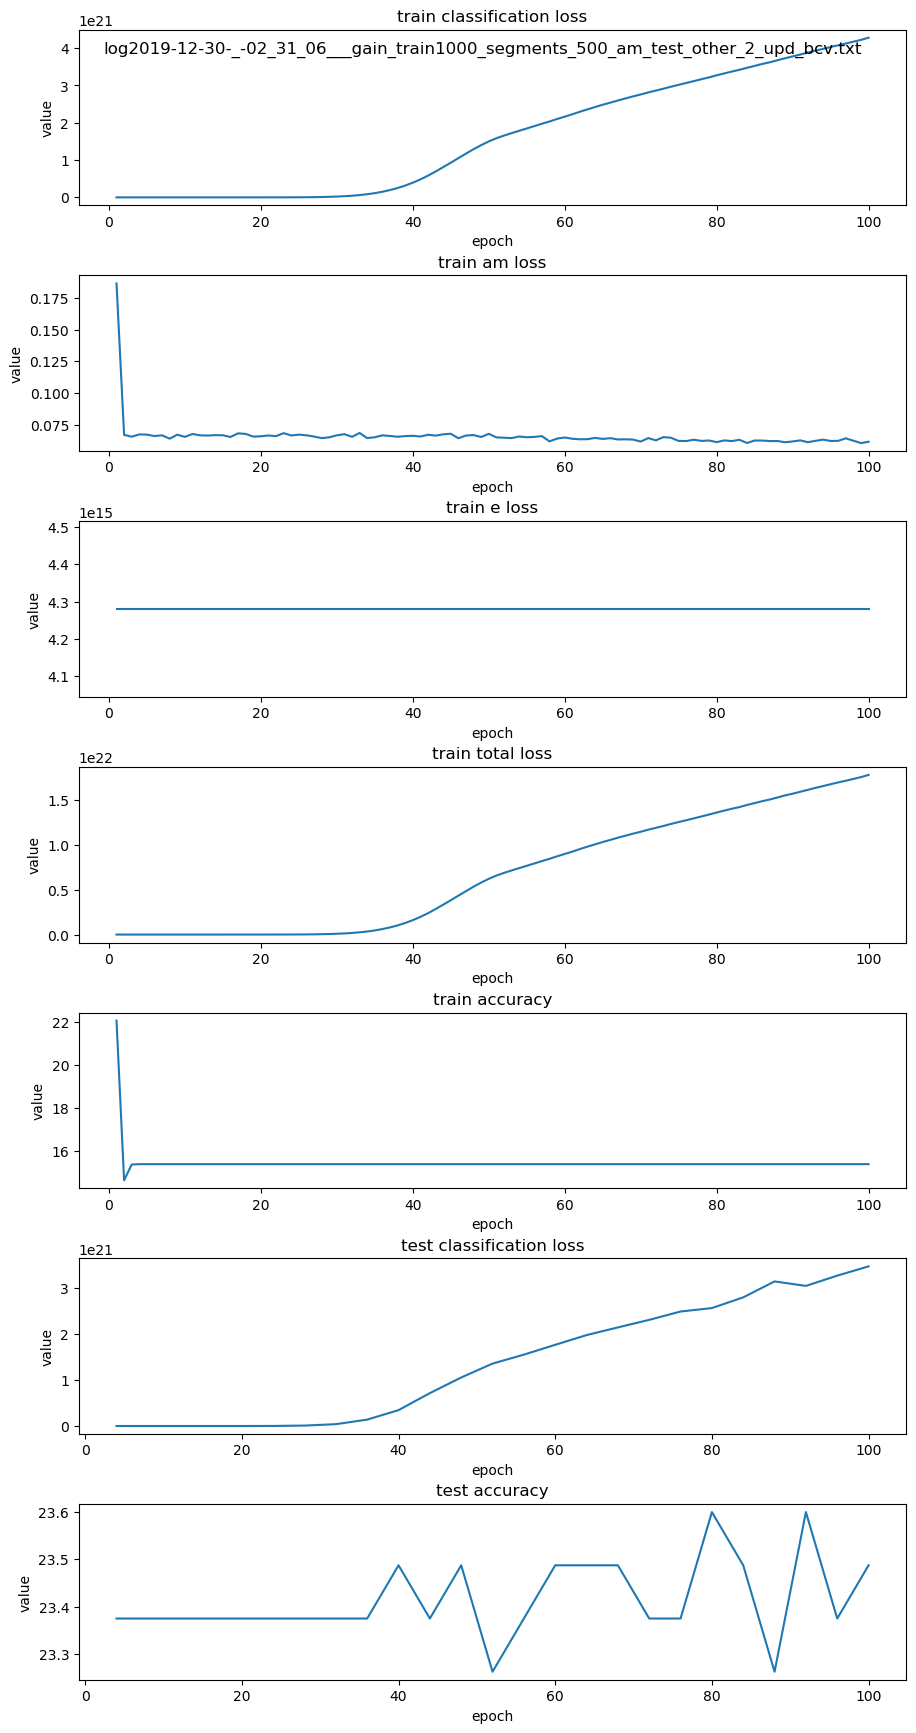 train classification loss
1e21
log2019-12-30-_-02_31_06___gain_train1000_segments_500_am_test_other_2_upd_bcv.txt
4
3
2
1
0
value
0 20 40 60 80 100
epoch
train am loss
0.175
0.150
0.125
0.100
0.075
value
0 20 40 60 80 100
epoch
train e loss
1e15
4.5
4.4
4.3
4.2
4.1
value
0 20 40 60 80 100
epoch
train total loss
1e22
1.5
1.0
0.5
0.0
value
0 20 40 60 80 100
epoch
train accuracy
22
20
18
16
value
0 20 40 60 80 100
epoch
test classification loss
1e21
3
2
1
0
value
0 20 40 60 80 100
epoch
test accuracy
23.6
23.5
23.4
23.3
value
0 20 40 60 80 100
epoch